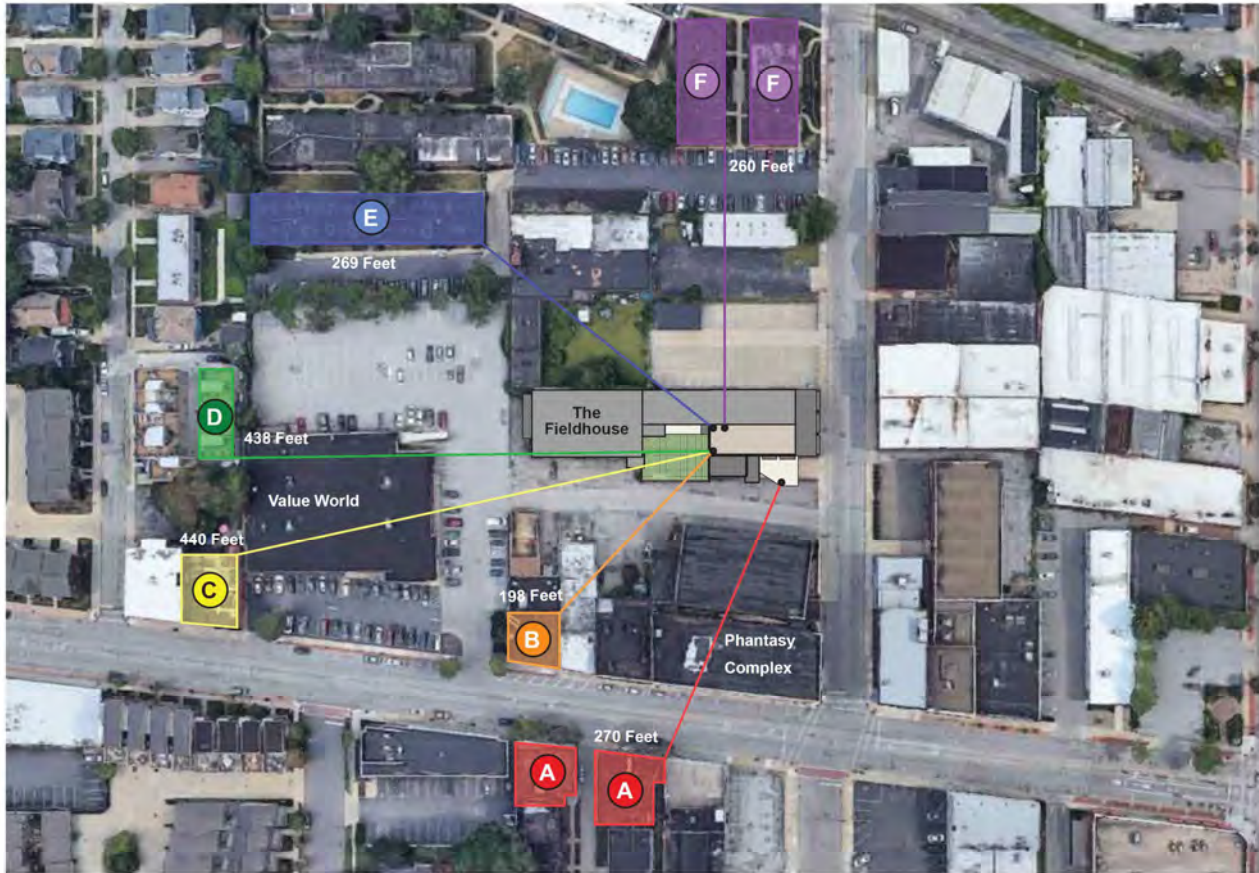 F
F
260 Feet
E
269 Feet
The
Fieldhouse
D
438 Feet
Value World
440 Feet
C
198 Feet
B
Phantasy
Complex
270 Feet
A
A